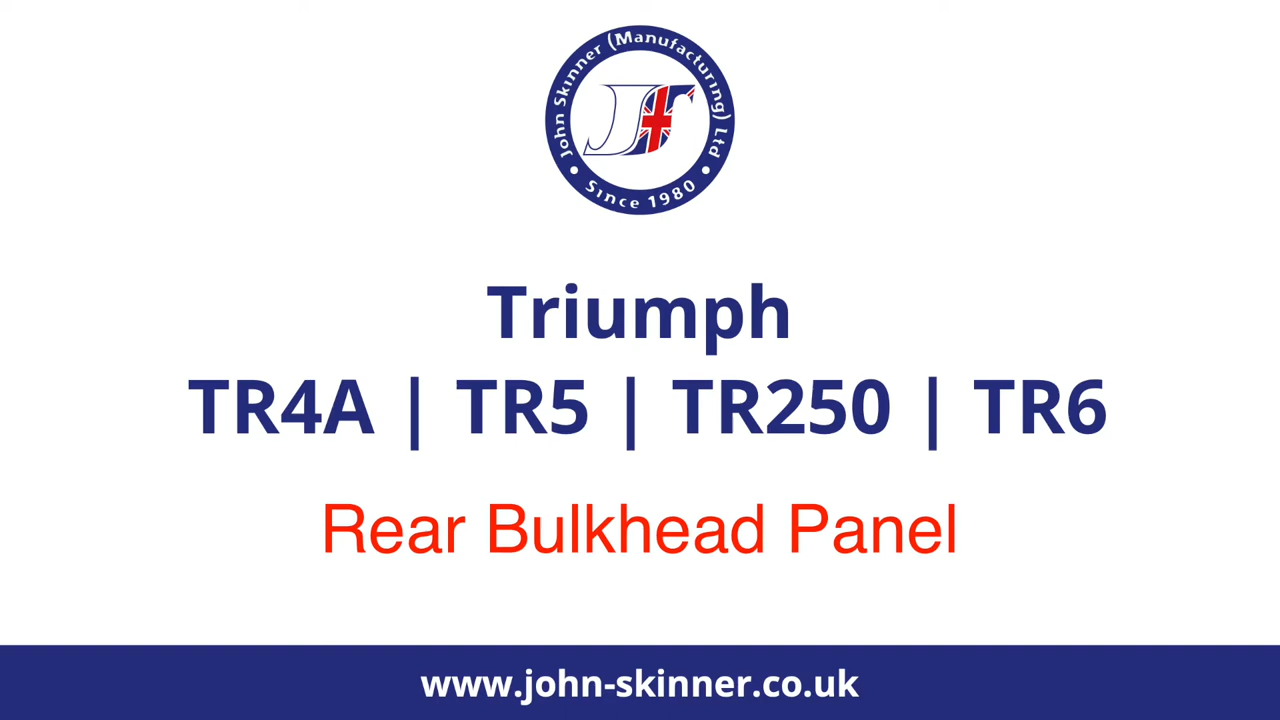 John Skinner (Manufacturing) Ltd
JS
• Since 1980 •
Triumph
TR4A | TR5 | TR250 | TR6
Rear Bulkhead Panel
www.john-skinner.co.uk